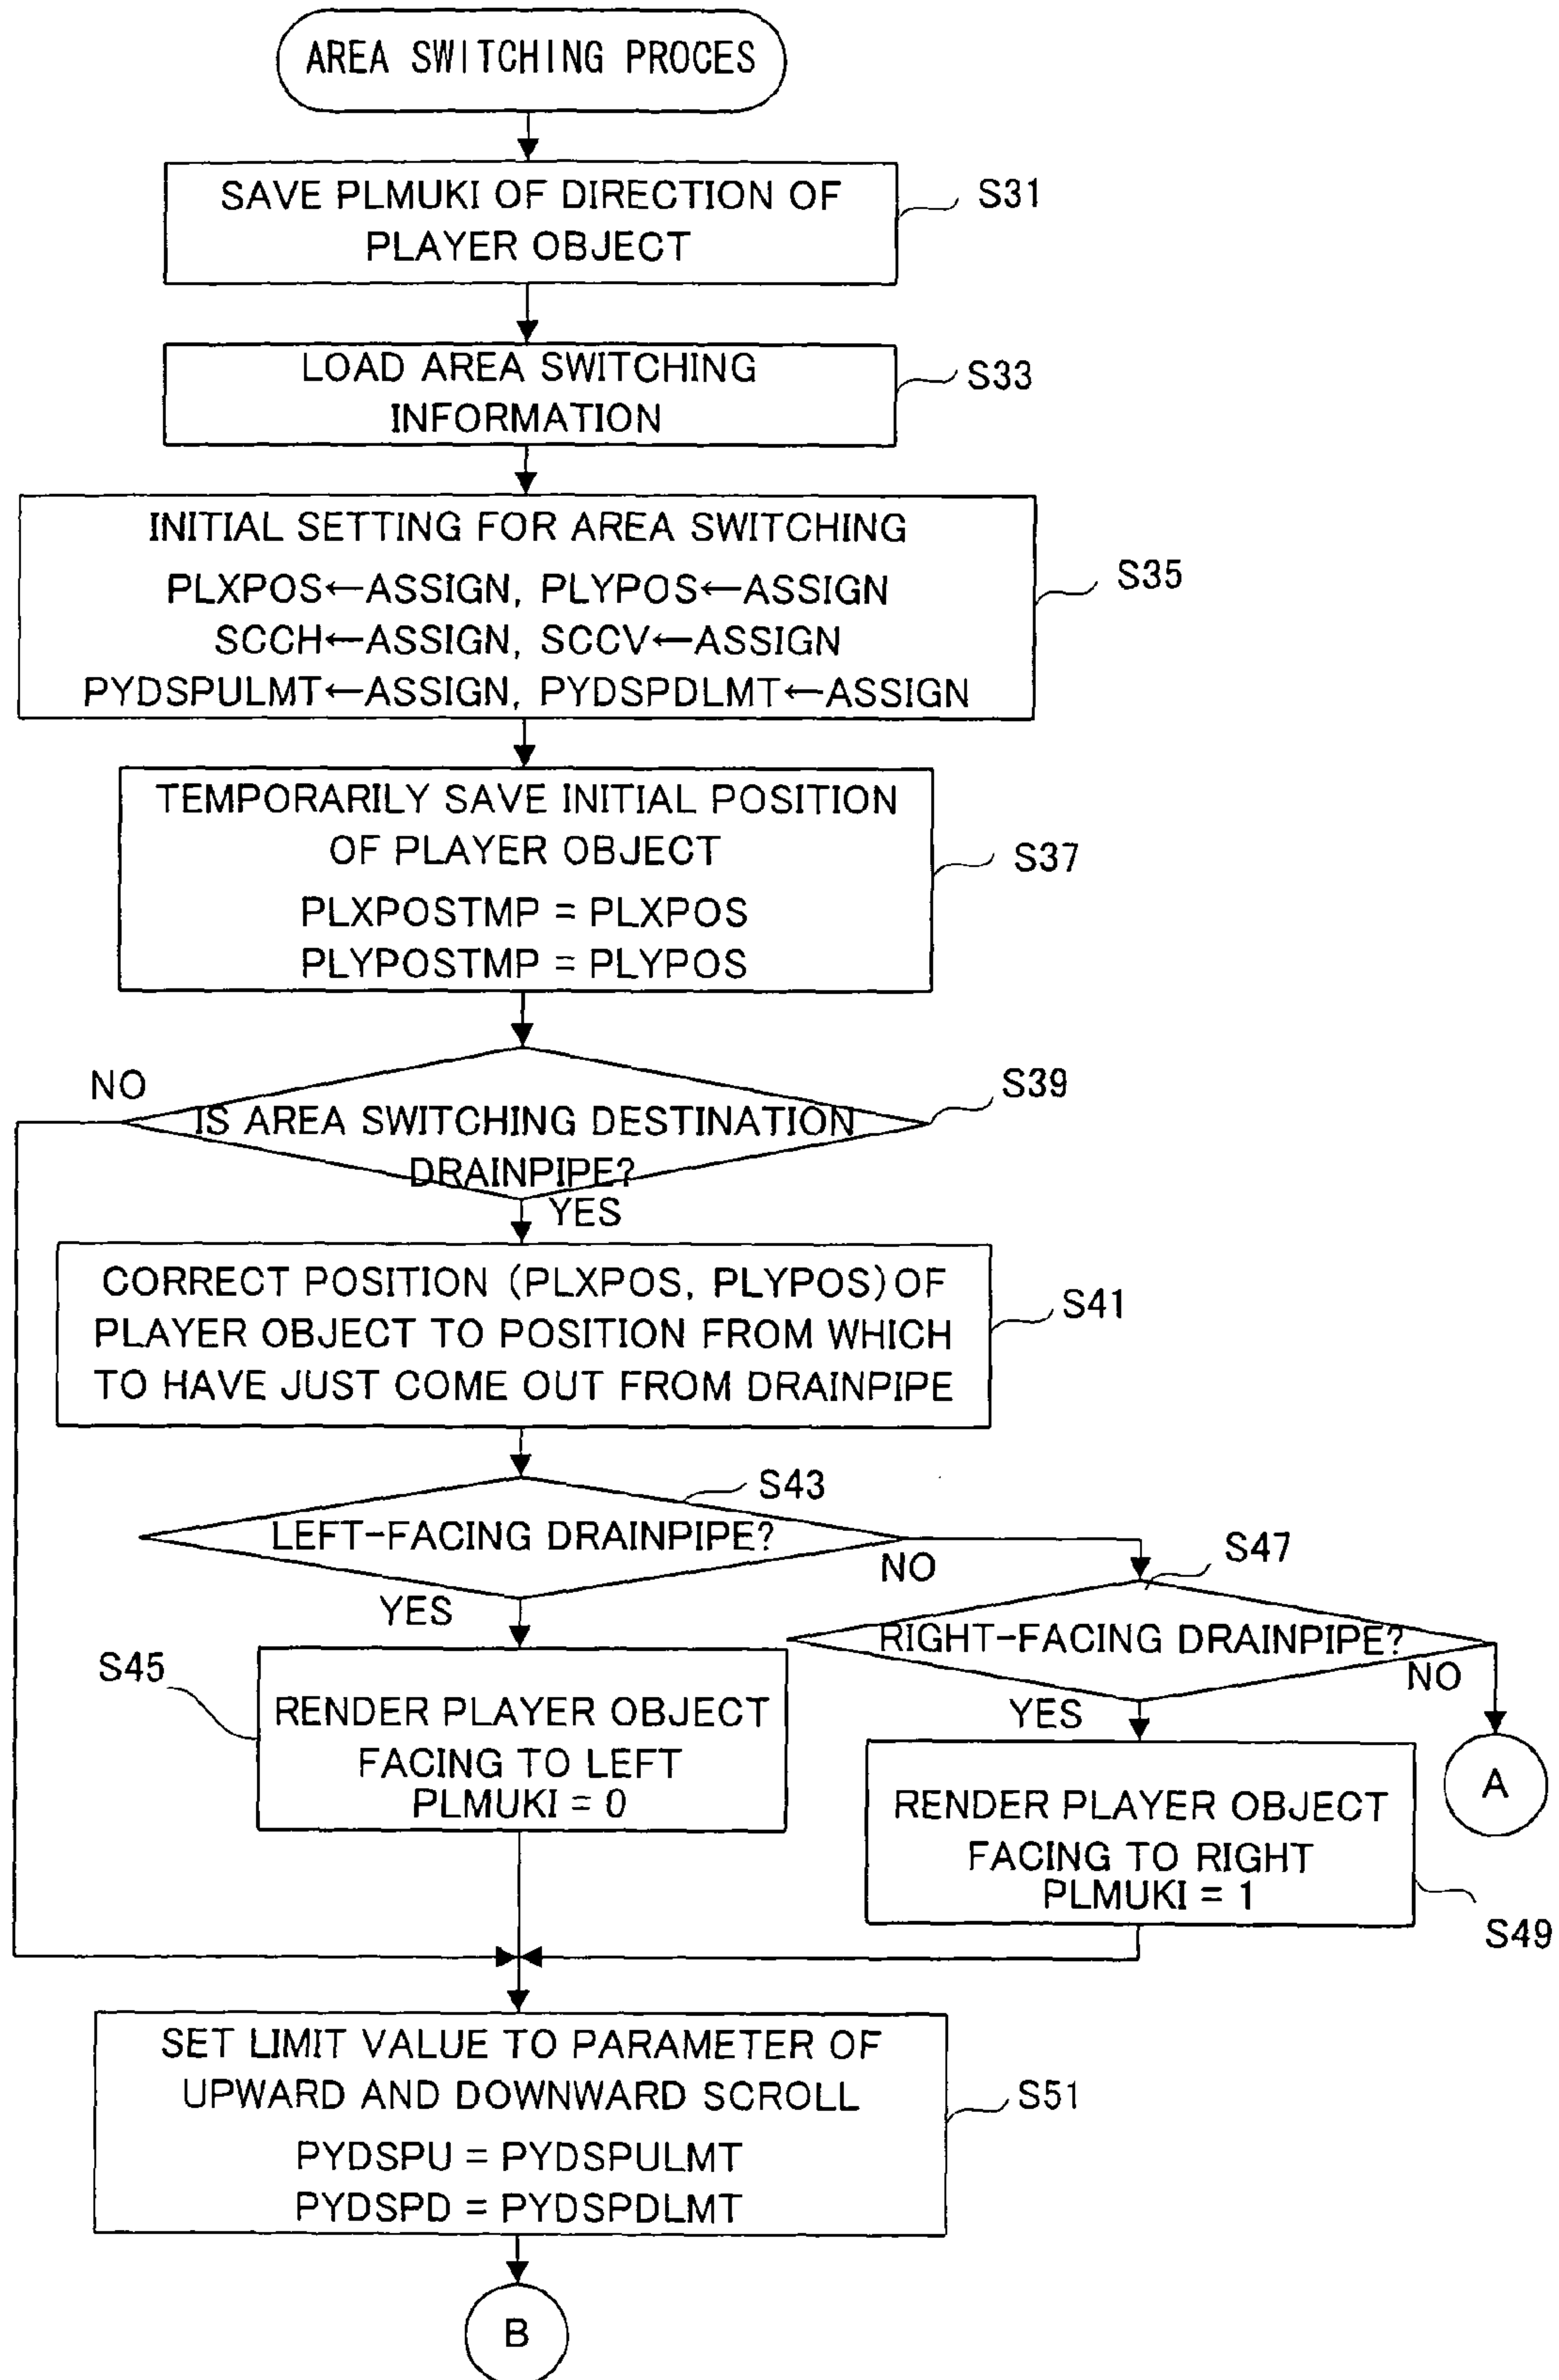 AREA SWITCHING PROCES
SAVE PLMUKI OF DIRECTION OF
PLAYER OBJECT
S31
LOAD AREA SWITCHING
INFORMATION
S33
INITIAL SETTING FOR AREA SWITCHING
PLXPOS←ASSIGN, PLYPOS←ASSIGN
SCCH←ASSIGN, SCCV←ASSIGN
PYDSPULMT←ASSIGN, PYDSPDLMT←ASSIGN
S35
TEMPORARILY SAVE INITIAL POSITION
OF PLAYER OBJECT
PLXPOSTMP = PLXPOS
PLYPOSTMP = PLYPOS
S37
NO
IS AREA SWITCHING DESTINATION
DRAINPIPE?
S39
YES
CORRECT POSITION (PLXPOS, PLYPOS) OF
PLAYER OBJECT TO POSITION FROM WHICH
TO HAVE JUST COME OUT FROM DRAINPIPE
S41
S43
LEFT-FACING DRAINPIPE?
NO
YES
S47
RIGHT-FACING DRAINPIPE?
NO
YES
A
S45
RENDER PLAYER OBJECT
FACING TO LEFT
PLMUKI = 0
RENDER PLAYER OBJECT
FACING TO RIGHT
PLMUKI = 1
S49
SET LIMIT VALUE TO PARAMETER OF
UPWARD AND DOWNWARD SCROLL
PYDSPU = PYDSPULMT
PYDSPD = PYDSPDLMT
S51
B